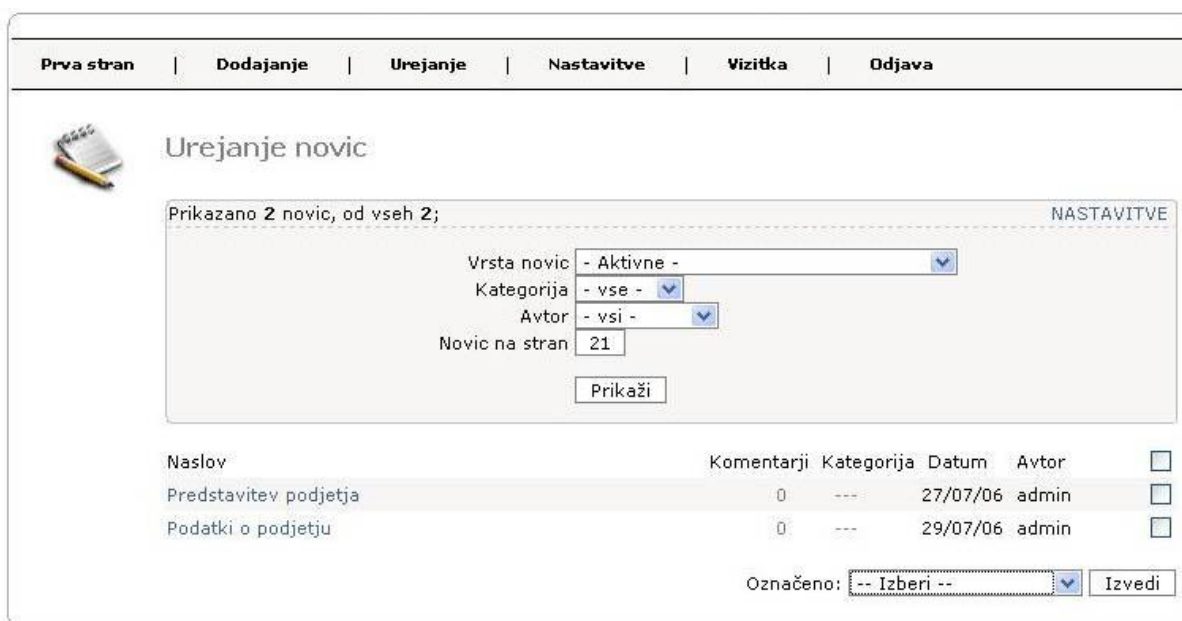 Prva stran | Dodajanje | Urejanje | Nastavitve | Vizitka | Odjava
Urejanje novic
Prikazano 2 novic, od vseh 2; NASTAVITVE
Vrsta novic - Aktivne -
Kategorija - vse -
Avtor - vsi -
Novic na stran 21
Prikaži
Naslov Komentarji Kategorija Datum Avtor
Predstavitev podjetja 0 --- 27/07/06 admin
Podatki o podjetju 0 --- 29/07/06 admin
Označeno: -- Izberi -- Izvedi